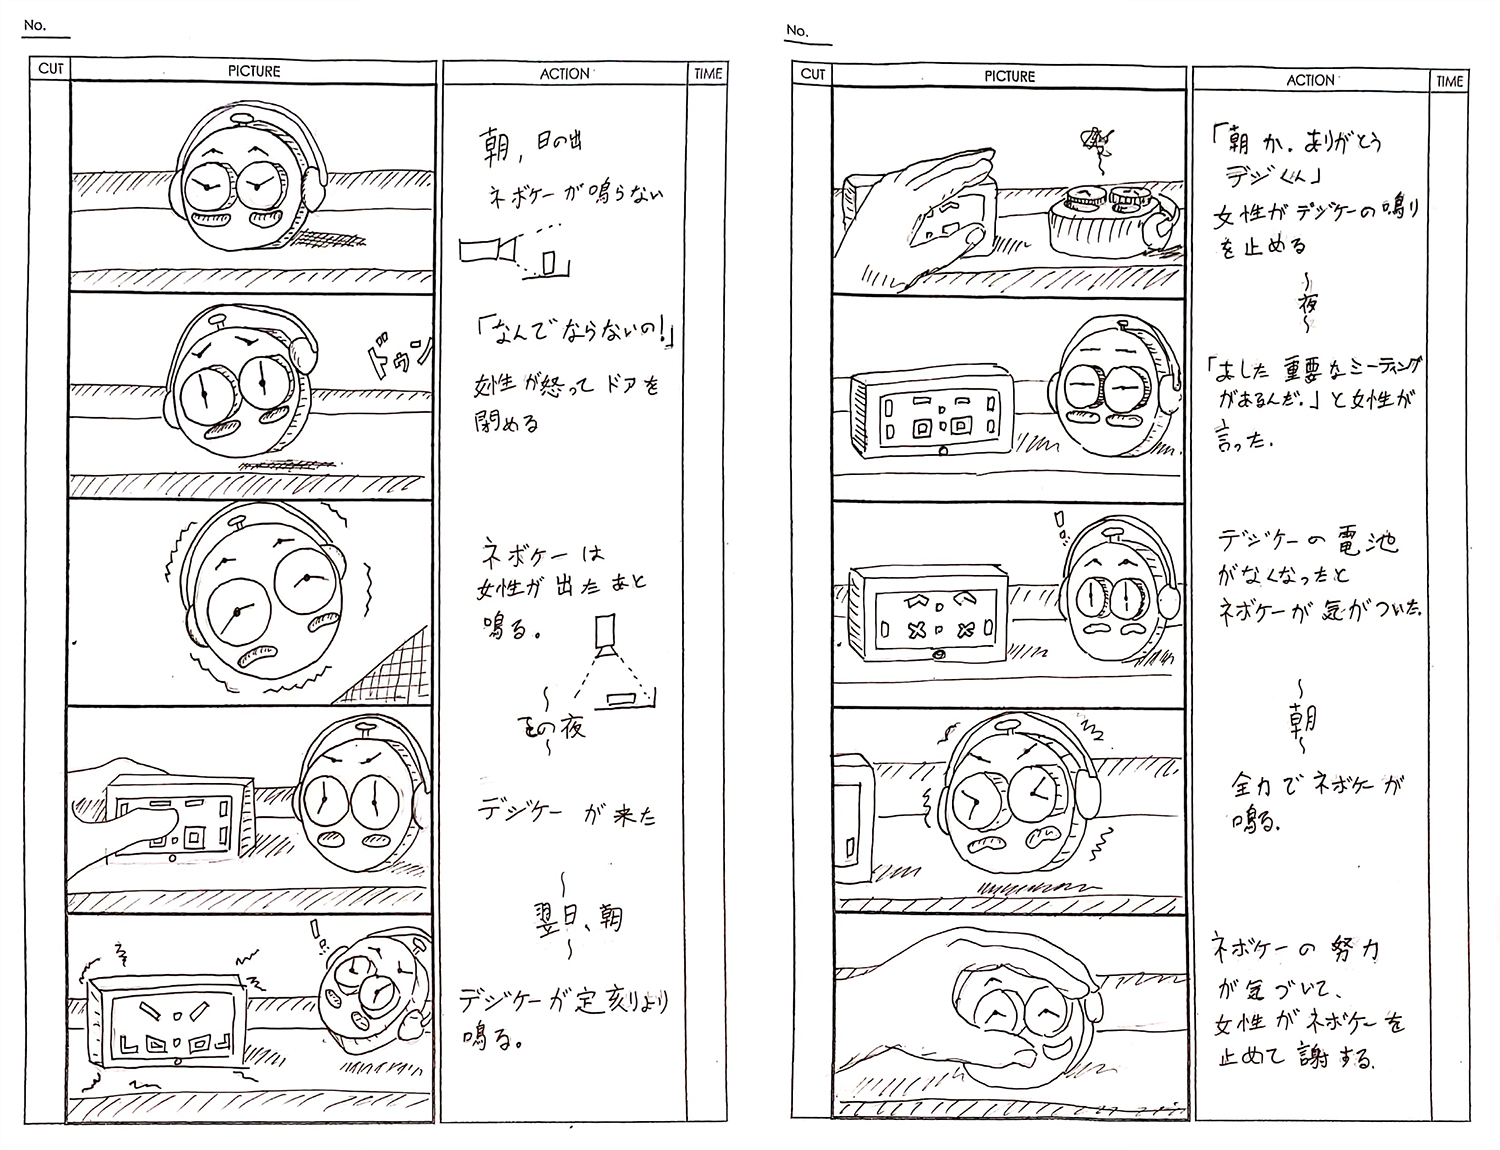 No.
CUT
PICTURE
ACTION
TIME
朝，日の出
ネボケーが鳴らない
「なんでならないの!」
女性が怒ってドアを
閉める
ドゥン
ネボケーは
女性が出たあと
鳴る。
～
その夜
～
デジケーが来た
～
翌日、朝
～
デジケーが定刻より
鳴る。
!
No.
CUT
PICTURE
ACTION
TIME
「朝か。ありがとう
デジくん」
女性がデジケーの鳴り
を止める
～
夜
～
「あした重要なミーティング
があるんだ。」と女性が
言った.
!
デジケーの電池
がなくなったと
ネボケーが気がついた.
～
朝
～
全力でネボケーが
鳴る.
ネボケーの努力
が気づいて、
女性がネボケーを
止めて謝する.